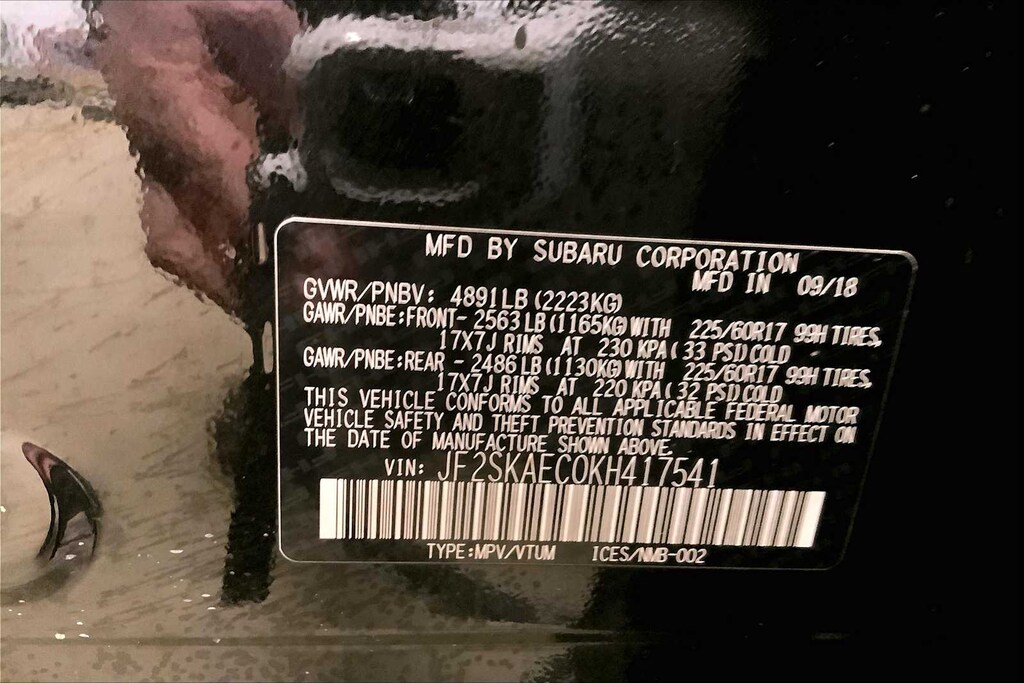 MFD BY SUBARU CORPORATION
MFD IN 09/18
GVWR/PNBV: 4891LB (2223KG)
GAWR/PNBE:FRONT- 2563LB(1165KG)WITH 225/60R17 99H TIRES,
17X7J RIMS AT 230 KPA( 33 PSI)COLD
GAWR/PNBE:REAR - 2486LB(1130KG)WITH 225/60R17 99H TIRES,
17X7J RIMS AT 220 KPA( 32 PSI)COLD
THIS VEHICLE CONFORMS TO ALL APPLICABLE FEDERAL MOTOR
VEHICLE SAFETY AND THEFT PREVENTION STANDARDS IN EFFECT ON
THE DATE OF MANUFACTURE SHOWN ABOVE.
VIN: JF2SKAEC0KH417541
TYPE:MPV/VTUM ICES/NMB-002